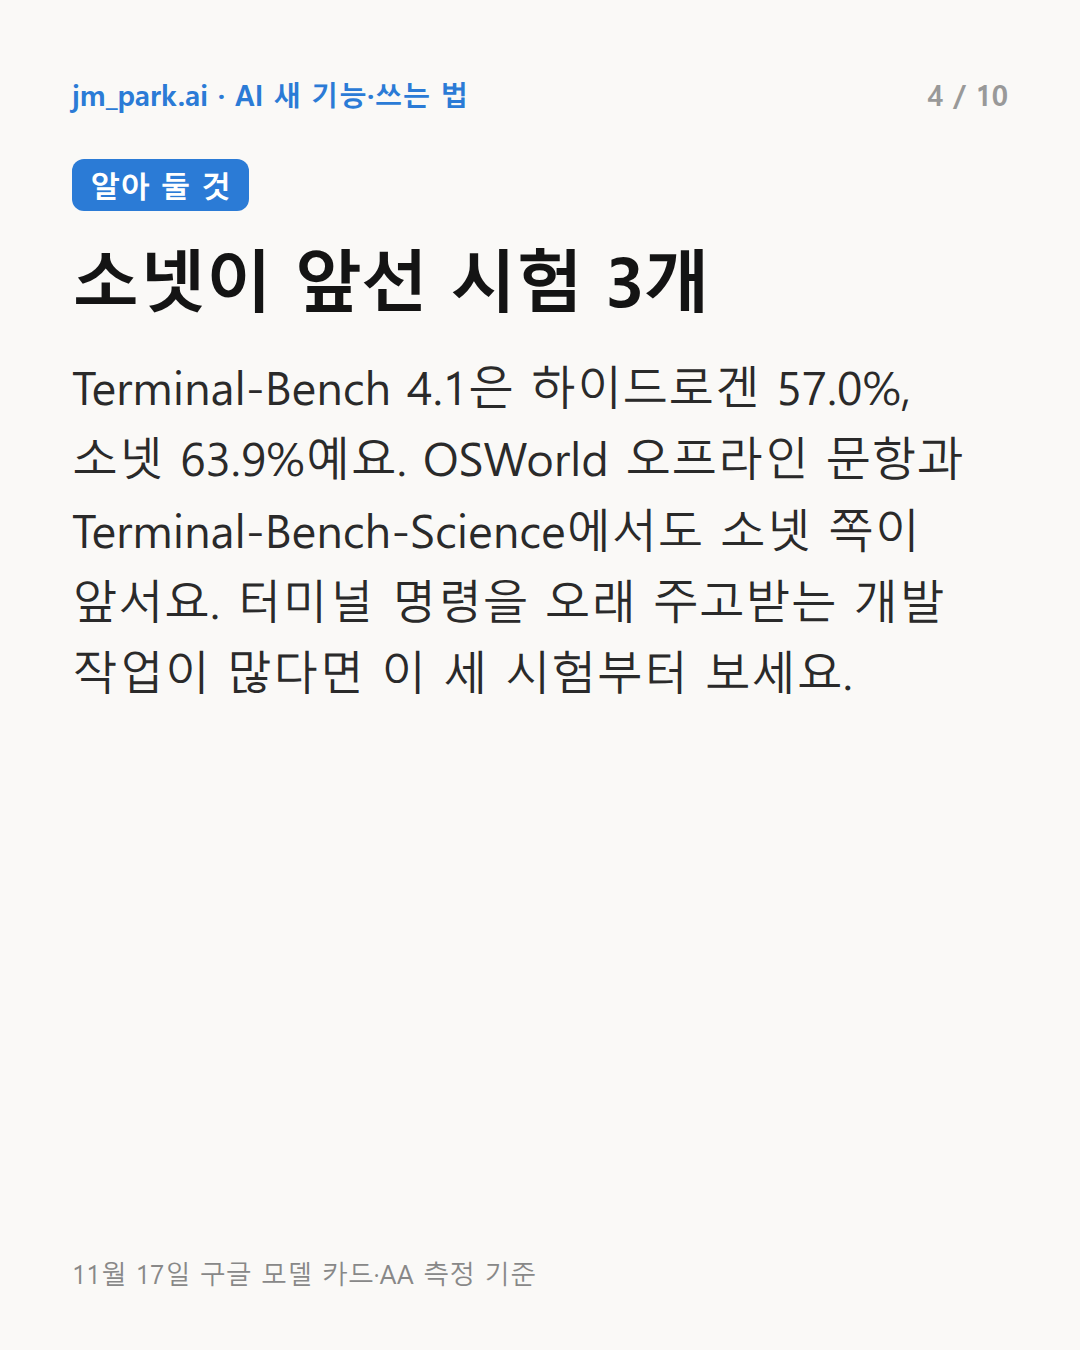 jm_park.ai · AI 새 기능·쓰는 법
4 / 10
알아 둘 것
소넷이 앞선 시험 3개
Terminal-Bench 4.1은 하이드로겐 57.0%,
소넷 63.9%예요. OSWorld 오프라인 문항과
Terminal-Bench-Science에서도 소넷 쪽이
앞서요. 터미널 명령을 오래 주고받는 개발
작업이 많다면 이 세 시험부터 보세요.
11월 17일 구글 모델 카드·AA 측정 기준